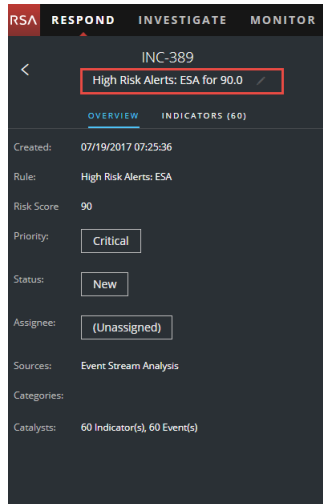 RSA RESPOND INVESTIGATE MONITOR
INC-389
High Risk Alerts: ESA for 90.0
OVERVIEW INDICATORS (60)
Created: 07/19/2017 07:25:36
Rule: High Risk Alerts: ESA
Risk Score 90
Priority: Critical
Status: New
Assignee: (Unassigned)
Sources: Event Stream Analysis
Categories:
Catalysts: 60 Indicator(s), 60 Event(s)